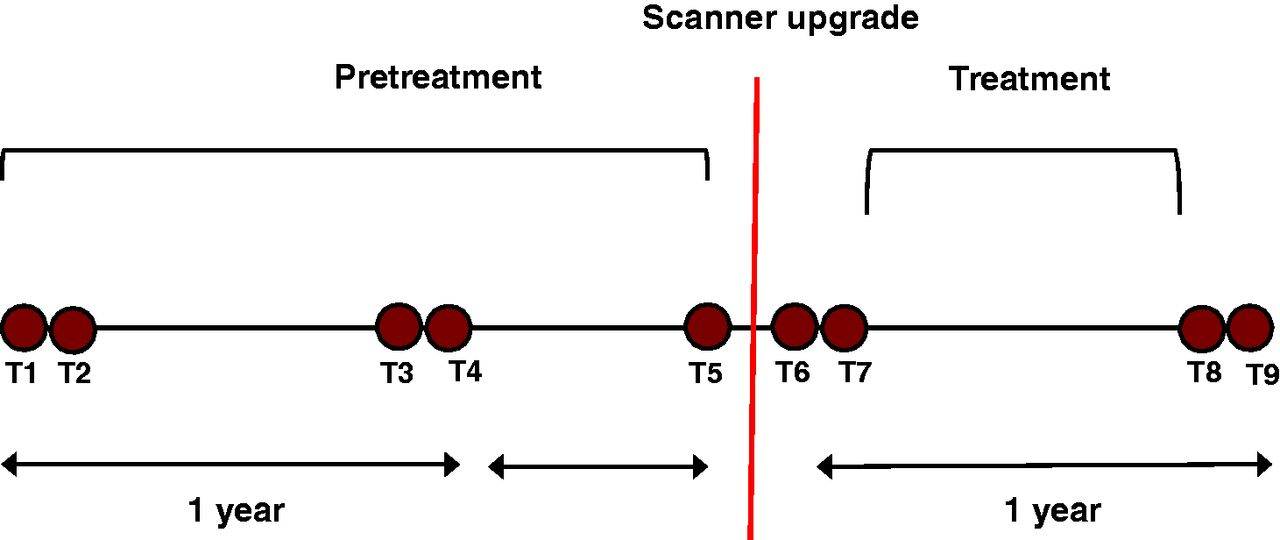 Scanner upgrade
Pretreatment Treatment
T1 T2 T3 T4 T5 T6 T7 T8 T9
1 year 1 year